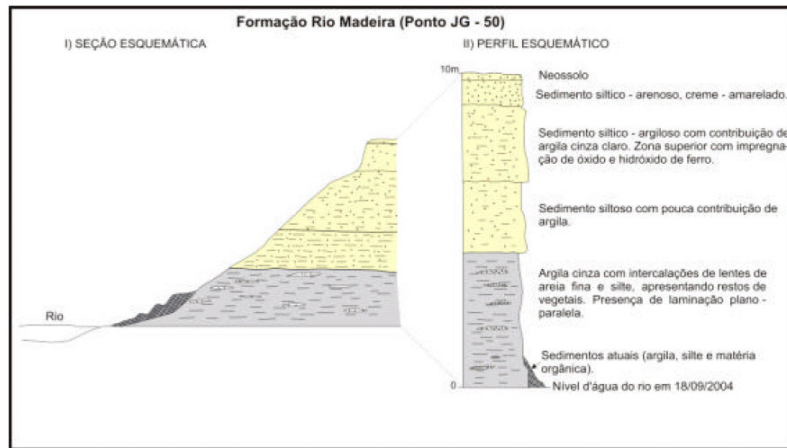 Formação Rio Madeira (Ponto JG - 50)
I) SEÇÃO ESQUEMÁTICA
II) PERFIL ESQUEMÁTICO
10m
Neossolo
Sedimento siltico - arenoso, creme - amarelado.
Sedimento siltico - argiloso com contribuição de
argila cinza claro. Zona superior com impregna-
ção de óxido e hidróxido de ferro.
Sedimento siltoso com pouca contribuição de
argila.
Argila cinza com intercalações de lentes de
areia fina e silte, apresentando restos de
vegetais. Presença de laminação plano -
paralela.
Rio
Sedimentos atuais (argila, silte e matéria
orgânica).
0
Nível d'água do rio em 18/09/2004